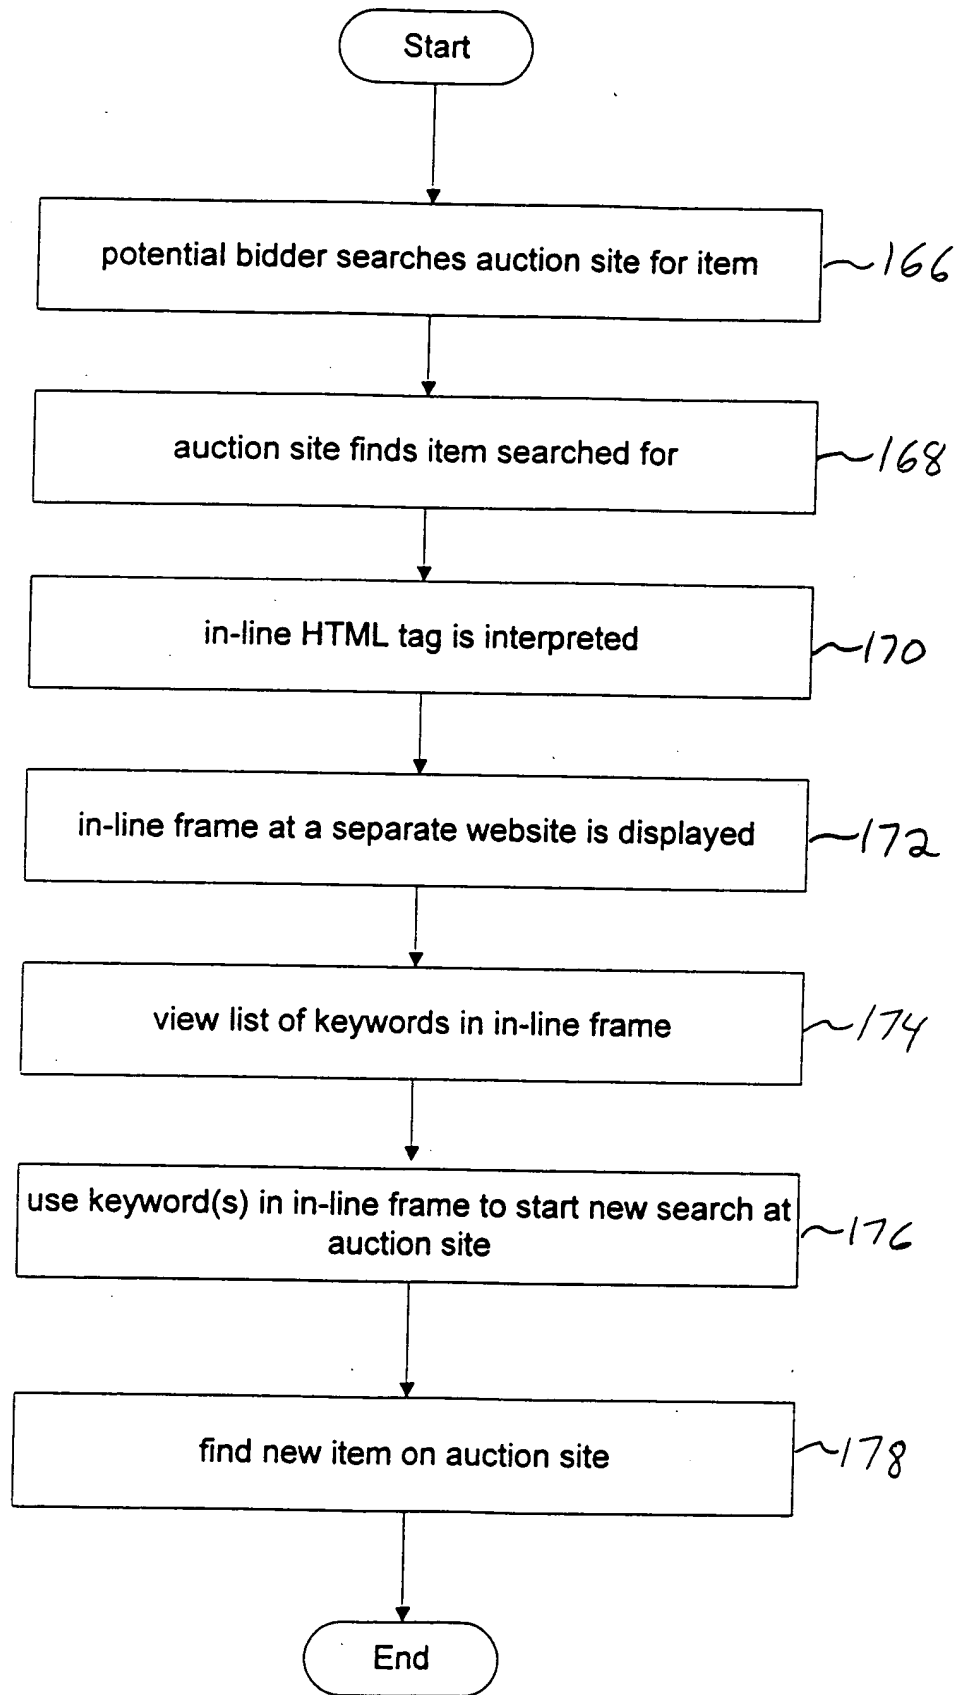 Start
potential bidder searches auction site for item
166
auction site finds item searched for
168
in-line HTML tag is interpreted
170
in-line frame at a separate website is displayed
172
view list of keywords in in-line frame
174
use keyword(s) in in-line frame to start new search at
auction site
176
find new item on auction site
178
End